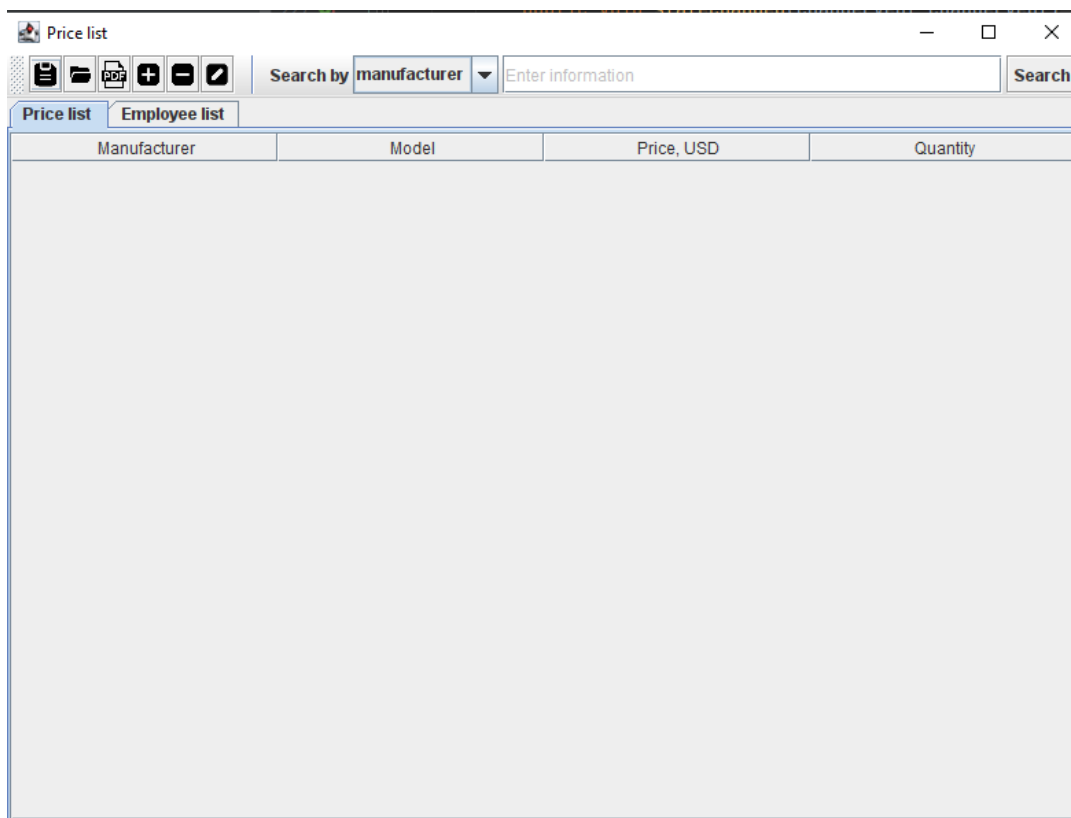 Price list
PDF Search by manufacturer Enter information Search
Price list Employee list
Manufacturer Model Price, USD Quantity